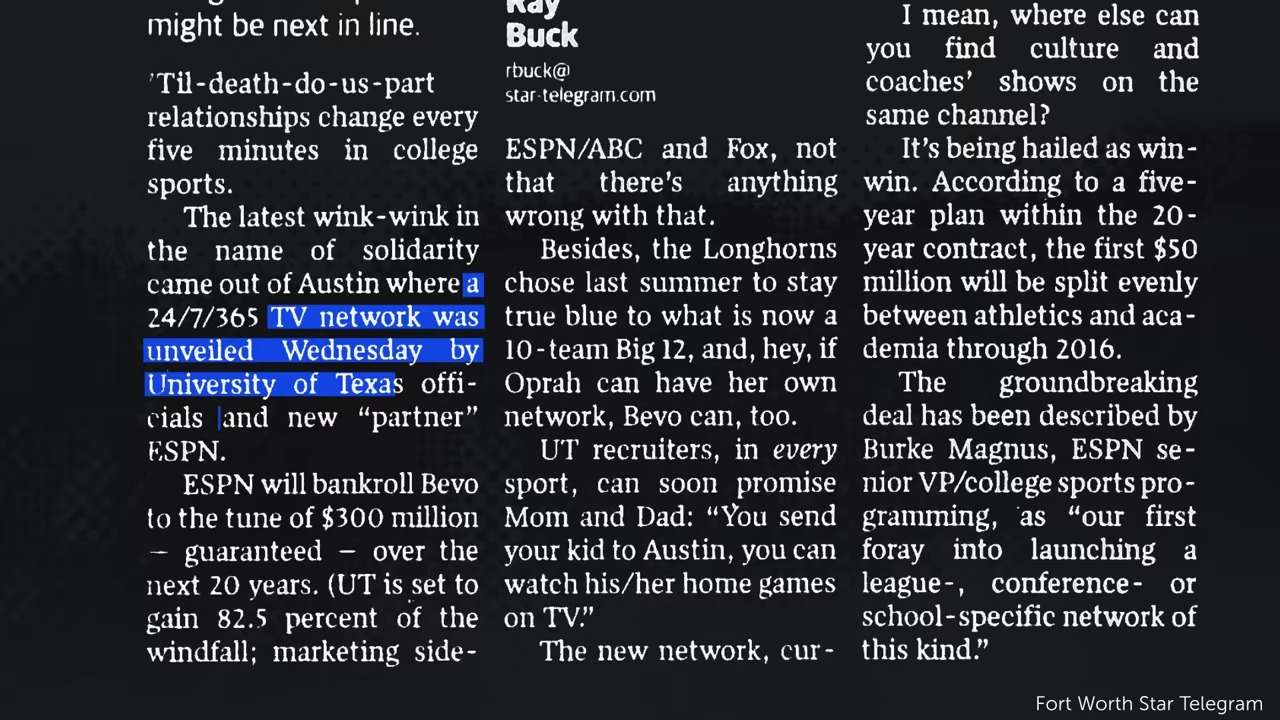 might be next in line.
'Til-death-do-us-part
relationships change every
five minutes in college
sports.
The latest wink-wink in
the name of solidarity
came out of Austin where a
24/7/365 TV network was
unveiled Wednesday by
University of Texas offi-
cials and new “partner”
ESPN.
ESPN will bankroll Bevo
to the tune of $300 million
— guaranteed — over the
next 20 years. (UT is set to
gain 82.5 percent of the
windfall; marketing side-
Ray
Buck
rbuck@
star-telegram.com
ESPN/ABC and Fox, not
that there's anything
wrong with that.
Besides, the Longhorns
chose last summer to stay
true blue to what is now a
10-team Big 12, and, hey, if
Oprah can have her own
network, Bevo can, too.
UT recruiters, in every
sport, can soon promise
Mom and Dad: “You send
your kid to Austin, you can
watch his/her home games
on TV.”
The new network, cur-
I mean, where else can
you find culture and
coaches' shows on the
same channel?
It's being hailed as win-
win. According to a five-
year plan within the 20-
year contract, the first $50
million will be split evenly
between athletics and aca-
demia through 2016.
The groundbreaking
deal has been described by
Burke Magnus, ESPN se-
nior VP/college sports pro-
gramming, as “our first
foray into launching a
league-, conference- or
school-specific network of
this kind.”
Fort Worth Star Telegram